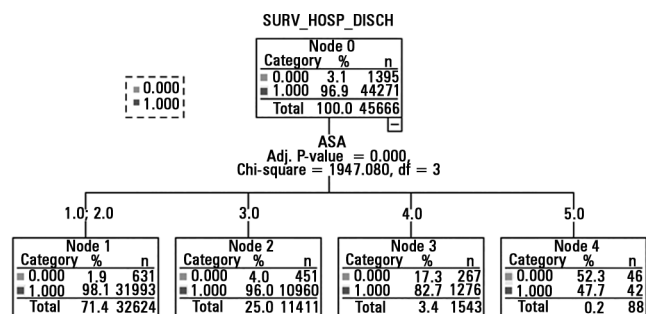 SURV_HOSP_DISCH
Node 0
Category % n
0.000 3.1 1395
1.000 96.9 44271
Total 100.0 45666
0.000
1.000
ASA
Adj. P-value = 0.000,
Chi-square = 1947.080, df = 3
1.0; 2.0 3.0 4.0 5.0
Node 1
Category % n
0.000 1.9 631
1.000 98.1 31993
Total 71.4 32624
Node 2
Category % n
0.000 4.0 451
1.000 96.0 10960
Total 25.0 11411
Node 3
Category % n
0.000 17.3 267
1.000 82.7 1276
Total 3.4 1543
Node 4
Category % n
0.000 52.3 46
1.000 47.7 42
Total 0.2 88